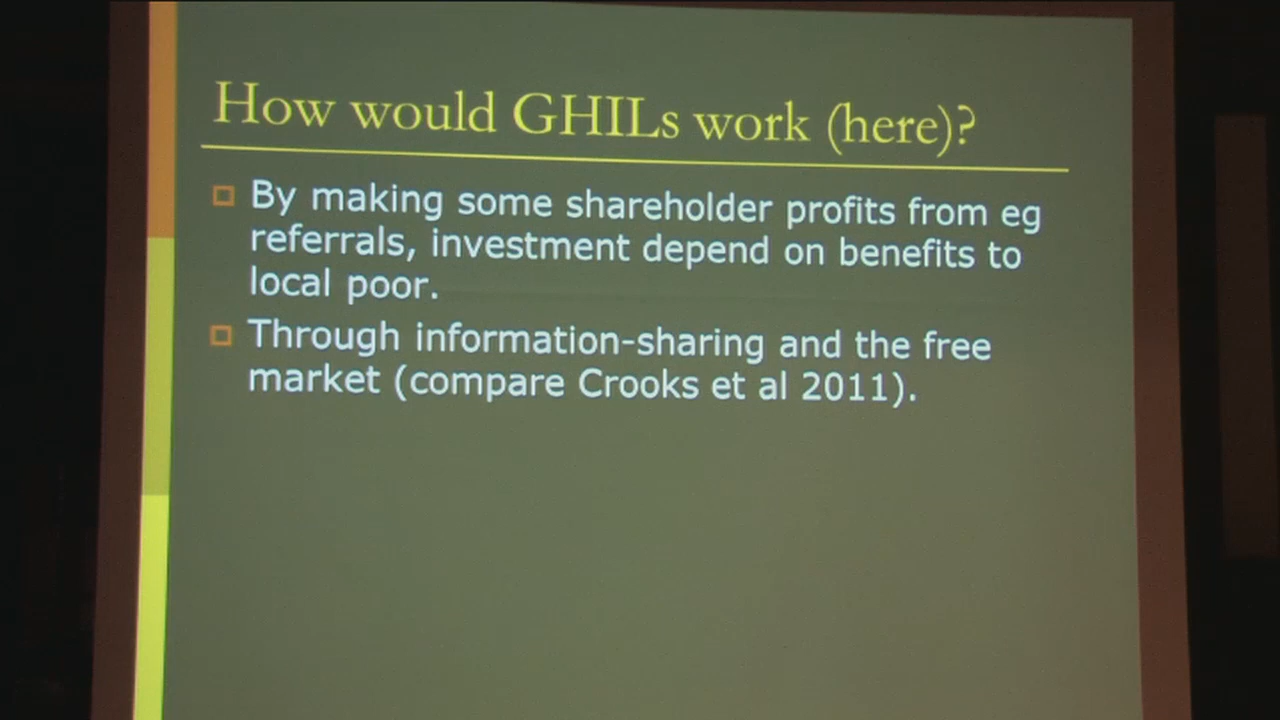 How would GHILs work (here)?
By making some shareholder profits from eg
referrals, investment depend on benefits to
local poor.
Through information-sharing and the free
market (compare Crooks et al 2011).